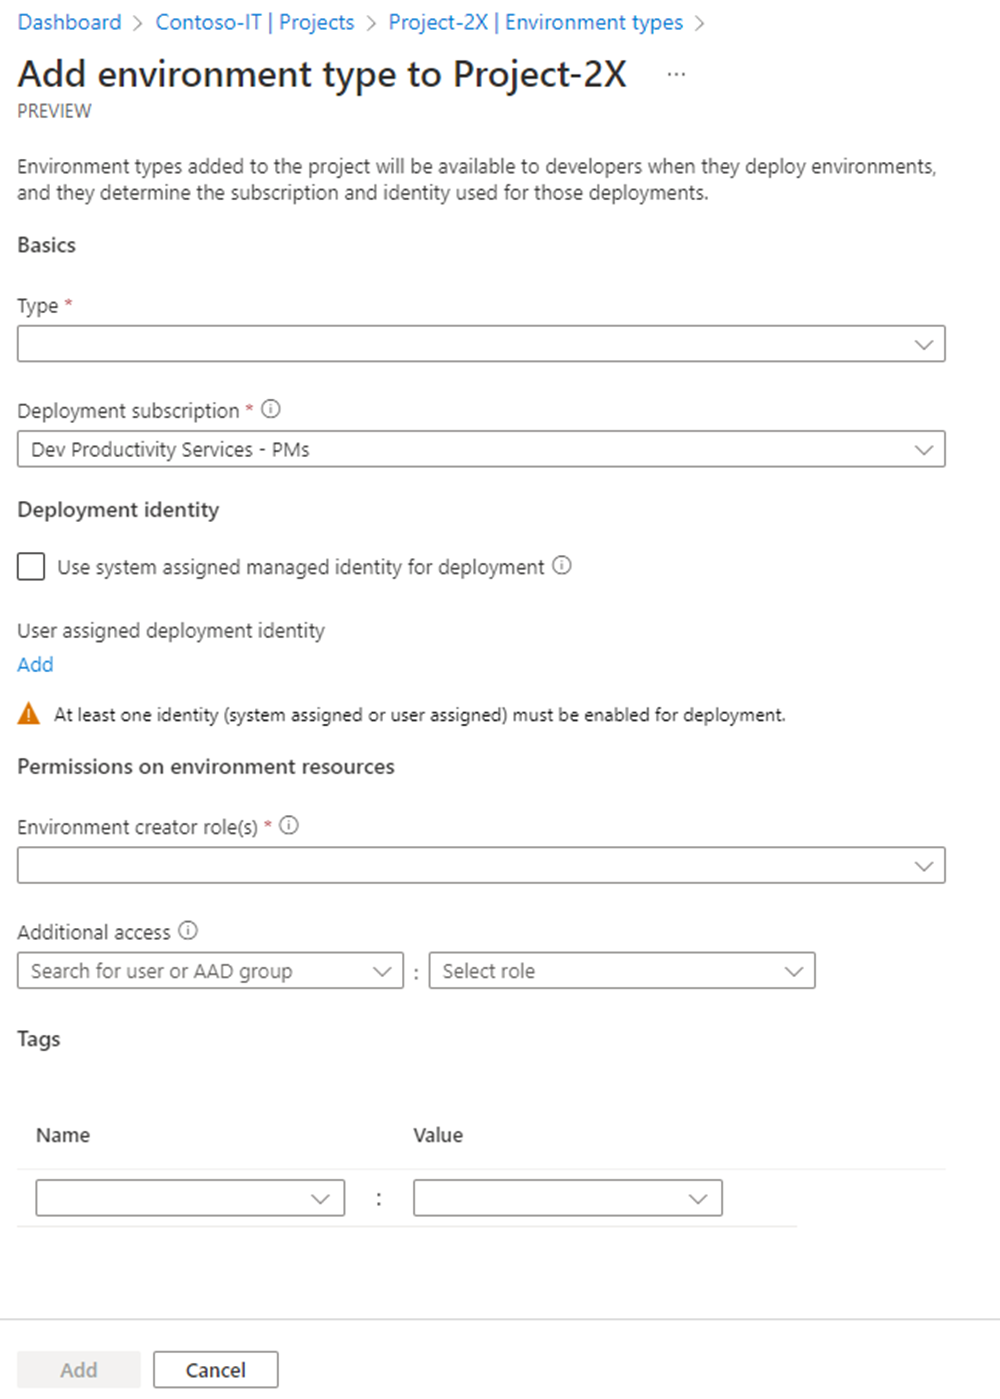 Dashboard > Contoso-IT | Projects > Project-2X | Environment types >
Add environment type to Project-2X ...
PREVIEW
Environment types added to the project will be available to developers when they deploy environments,
and they determine the subscription and identity used for those deployments.
Basics
Type *
Deployment subscription *
Dev Productivity Services - PMs
Deployment identity
Use system assigned managed identity for deployment
User assigned deployment identity
Add
At least one identity (system assigned or user assigned) must be enabled for deployment.
Permissions on environment resources
Environment creator role(s) *
Additional access
Search for user or AAD group : Select role
Tags
Name Value
:
Add Cancel